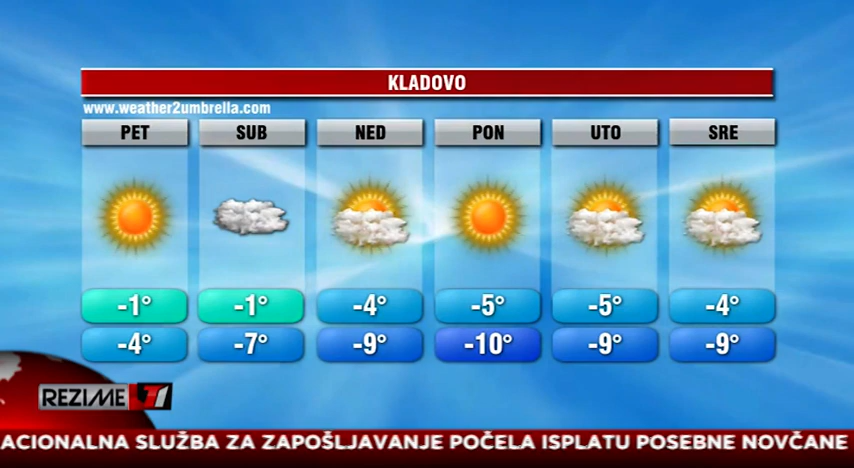 KLADOVO
www.weather2umbrella.com
PET SUB NED PON UTO SRE
-1° -1° -4° -5° -5° -4°
-4° -7° -9° -10° -9° -9°
REZIME T1
ACIONALNA SLUŽBA ZA ZAPOŠLJAVANJE POČELA ISPLATU POSEBNE NOVČANE